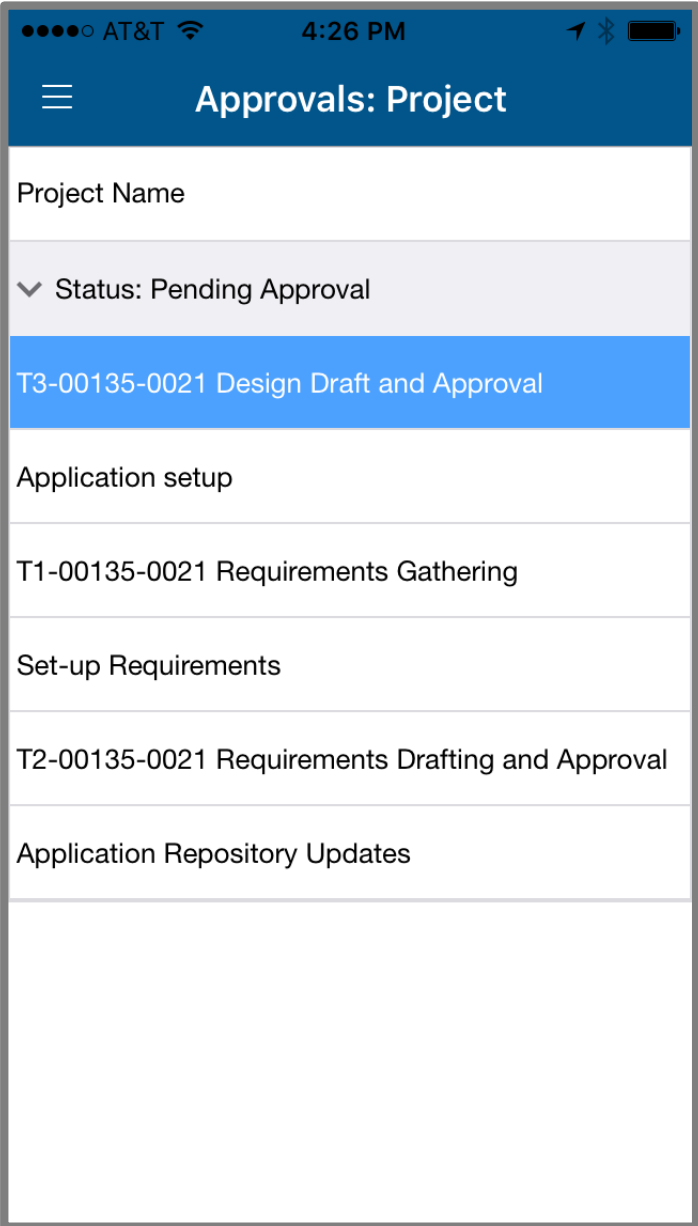 AT&T 4:26 PM
Approvals: Project
Project Name
Status: Pending Approval
T3-00135-0021 Design Draft and Approval
Application setup
T1-00135-0021 Requirements Gathering
Set-up Requirements
T2-00135-0021 Requirements Drafting and Approval
Application Repository Updates